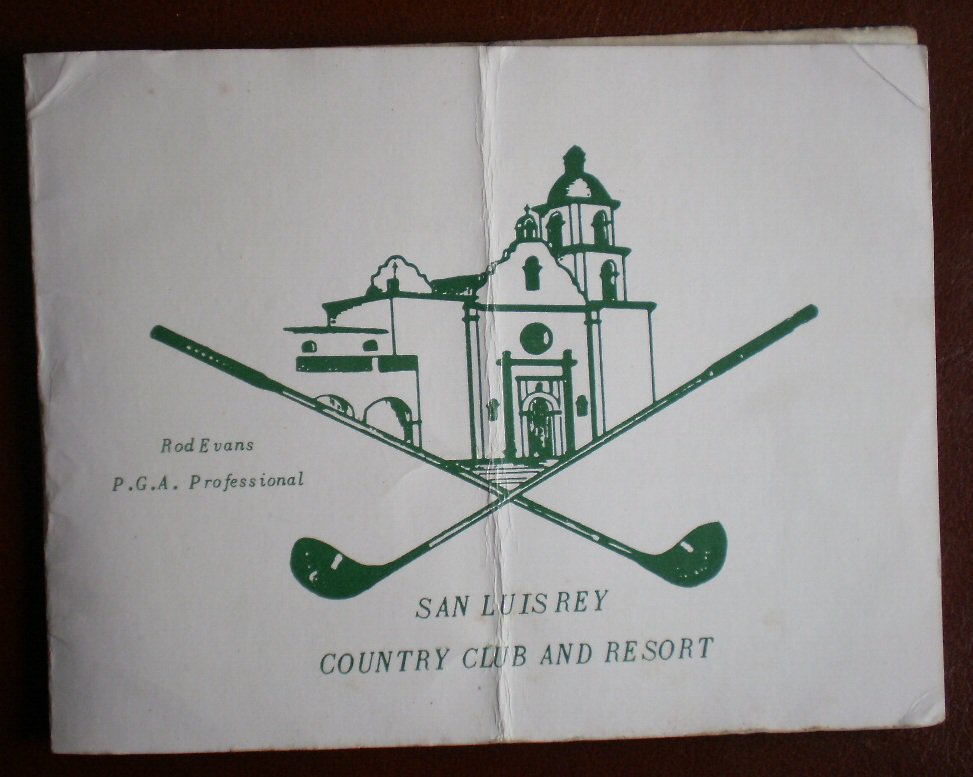 Rod Evans
P.G.A. Professional
SAN LUIS REY
COUNTRY CLUB AND RESORT